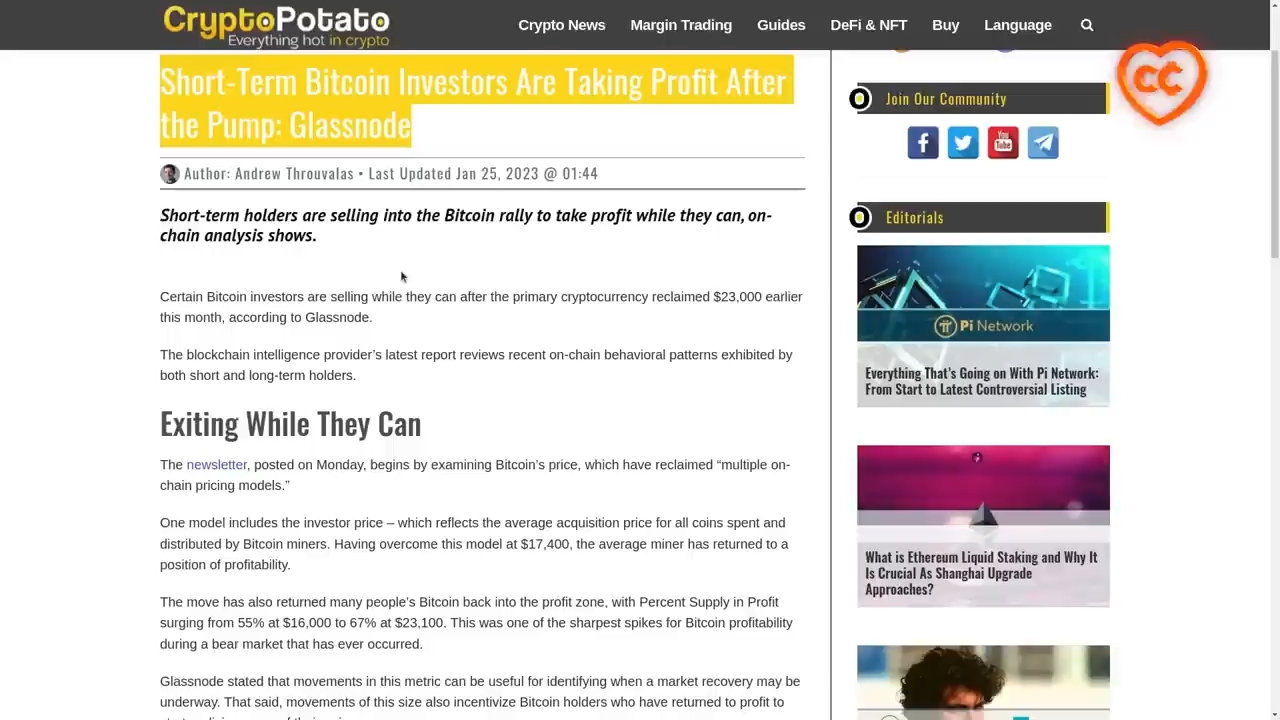 CryptoPotato
Everything hot in crypto
Crypto News Margin Trading Guides DeFi & NFT Buy Language
CC
Short-Term Bitcoin Investors Are Taking Profit After
the Pump: Glassnode
Author: Andrew Throuvalas • Last Updated Jan 25, 2023 @ 01:44
Short-term holders are selling into the Bitcoin rally to take profit while they can, on-
chain analysis shows.
Certain Bitcoin investors are selling while they can after the primary cryptocurrency reclaimed $23,000 earlier
this month, according to Glassnode.
The blockchain intelligence provider’s latest report reviews recent on-chain behavioral patterns exhibited by
both short and long-term holders.
Exiting While They Can
The newsletter, posted on Monday, begins by examining Bitcoin’s price, which have reclaimed “multiple on-
chain pricing models.”
One model includes the investor price – which reflects the average acquisition price for all coins spent and
distributed by Bitcoin miners. Having overcome this model at $17,400, the average miner has returned to a
position of profitability.
The move has also returned many people’s Bitcoin back into the profit zone, with Percent Supply in Profit
surging from 55% at $16,000 to 67% at $23,100. This was one of the sharpest spikes for Bitcoin profitability
during a bear market that has ever occurred.
Glassnode stated that movements in this metric can be useful for identifying when a market recovery may be
underway. That said, movements of this size also incentivize Bitcoin holders who have returned to profit to
Join Our Community
You
Tube
Editorials
Pi Network
Everything That’s Going on With Pi Network:
From Start to Latest Controversial Listing
What is Ethereum Liquid Staking and Why It
Is Crucial As Shanghai Upgrade
Approaches?